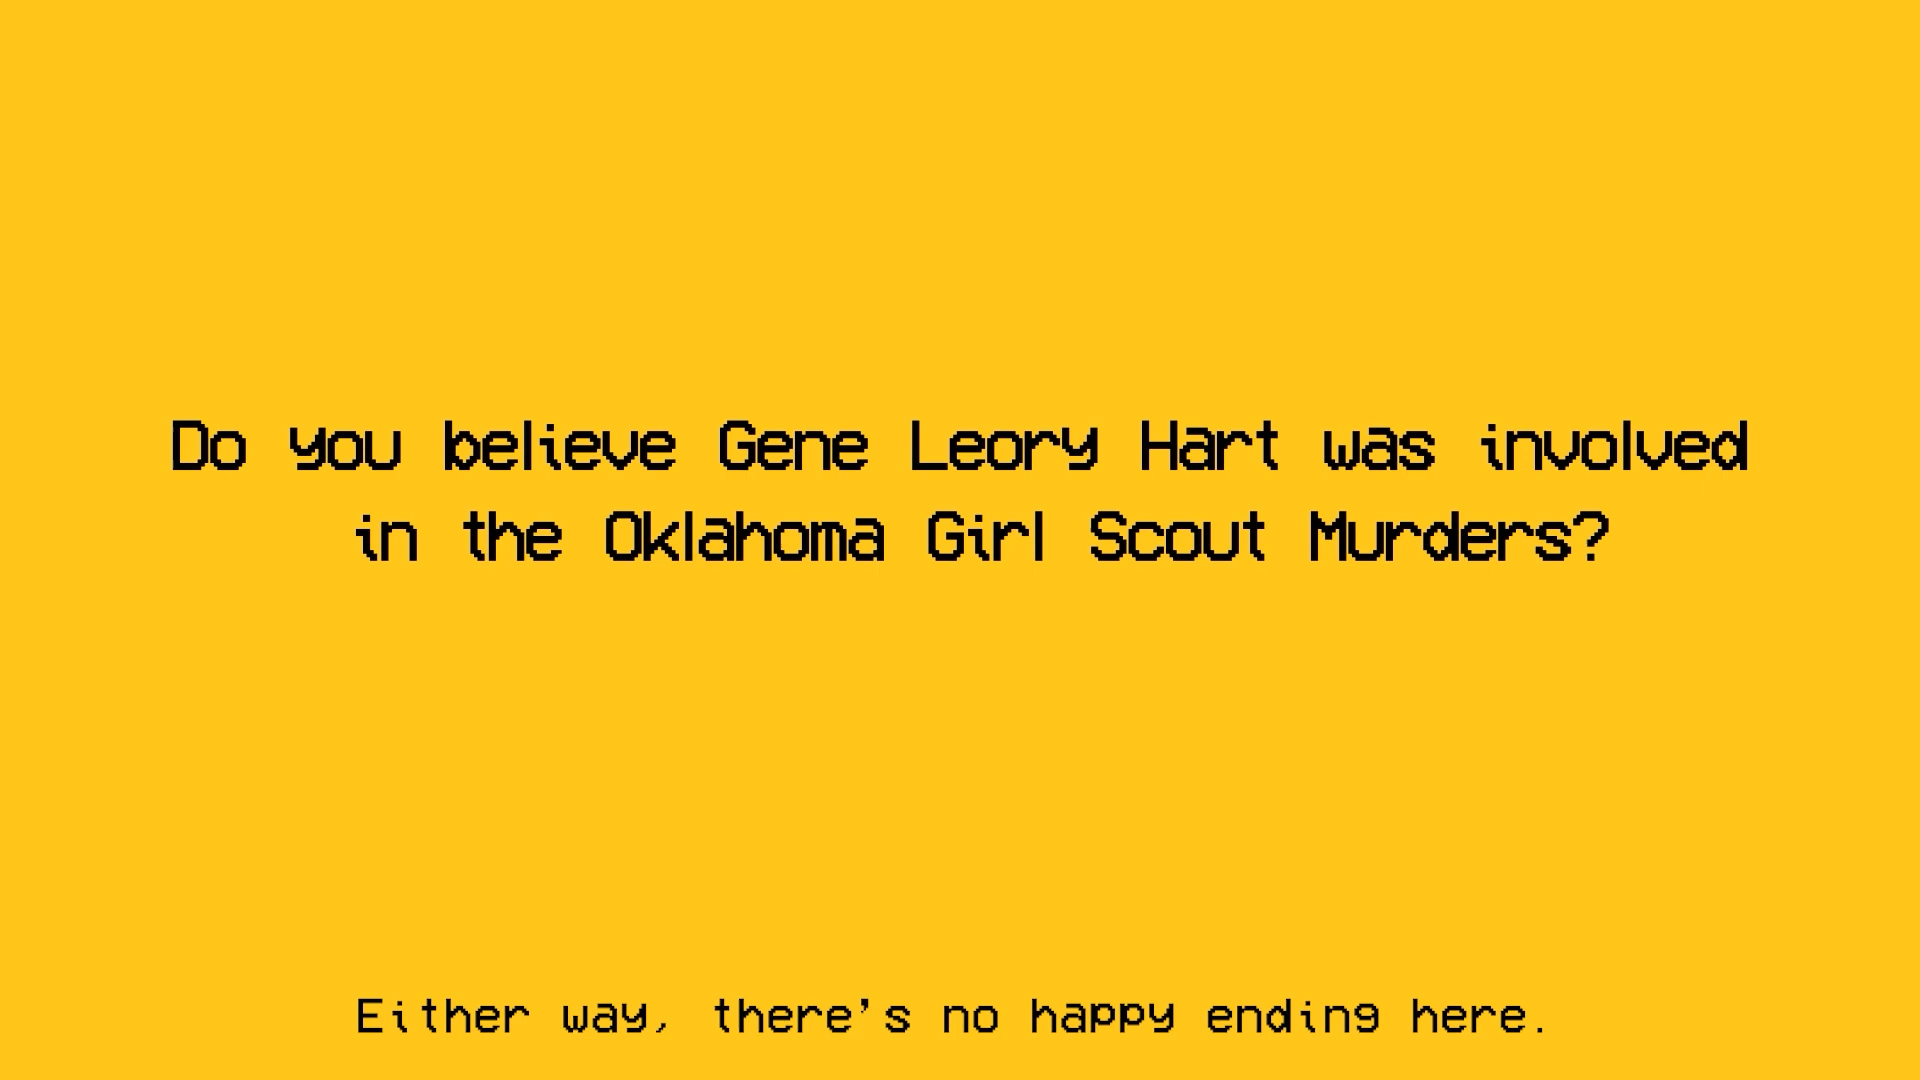 Do you believe Gene Leory Hart was involved
in the Oklahoma Girl Scout Murders?
Either way, there's no happy ending here.